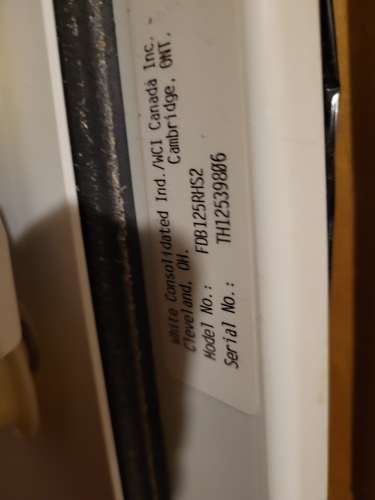 White Consolidated Ind./WCI Canada Inc.
Cleveland, OH. Cambridge, ONT.
Model No.: FDB125RHS2
Serial No.: TH12539806